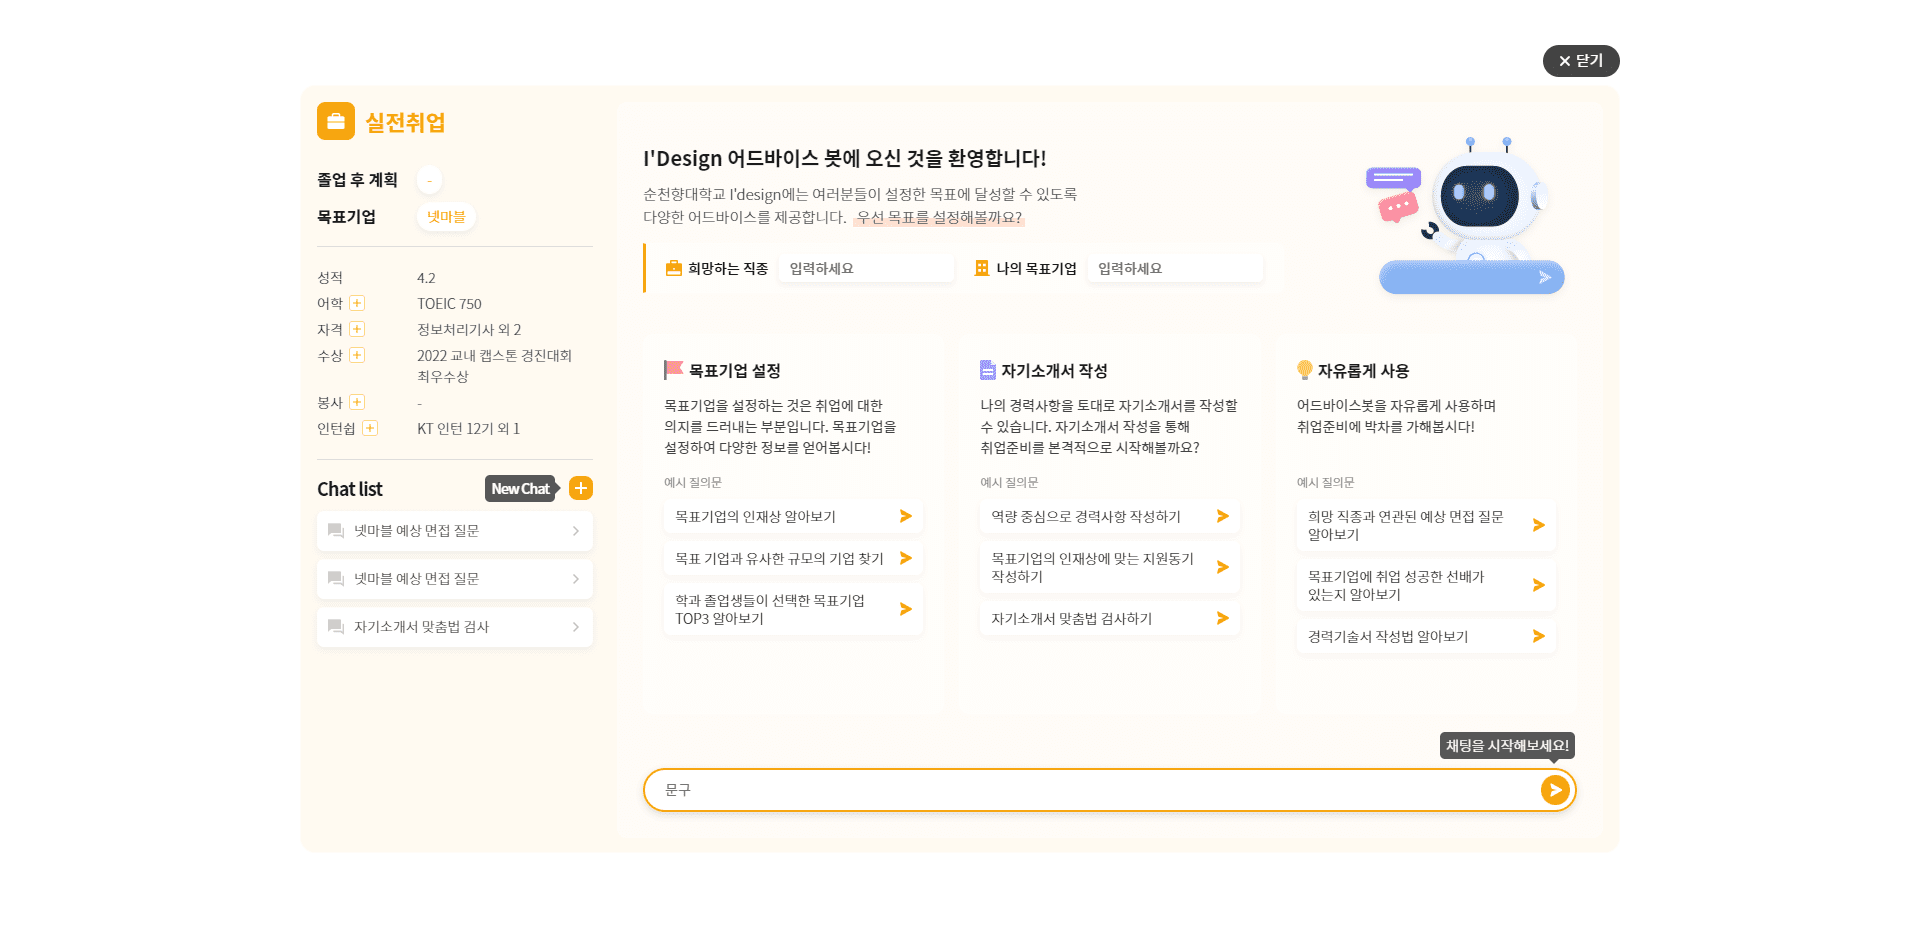 닫기
실전취업
졸업 후 계획 -
목표기업 넷마블
성적 4.2
어학 TOEIC 750
자격 정보처리기사 외 2
수상 2022 교내 캡스톤 경진대회
최우수상
봉사 -
인턴쉽 KT 인턴 12기 외 1
Chat list New Chat
넷마블 예상 면접 질문
넷마블 예상 면접 질문
자기소개서 맞춤법 검사
I'Design 어드바이스 봇에 오신 것을 환영합니다!
순천향대학교 I'design에는 여러분들이 설정한 목표에 달성할 수 있도록
다양한 어드바이스를 제공합니다. 우선 목표를 설정해볼까요?
희망하는 직종 입력하세요 나의 목표기업 입력하세요
목표기업 설정
목표기업을 설정하는 것은 취업에 대한
의지를 드러내는 부분입니다. 목표기업을
설정하여 다양한 정보를 얻어봅시다!
예시 질의문
목표기업의 인재상 알아보기
목표 기업과 유사한 규모의 기업 찾기
학과 졸업생들이 선택한 목표기업
TOP3 알아보기
자기소개서 작성
나의 경력사항을 토대로 자기소개서를 작성할
수 있습니다. 자기소개서 작성을 통해
취업준비를 본격적으로 시작해볼까요?
예시 질의문
역량 중심으로 경력사항 작성하기
목표기업의 인재상에 맞는 지원동기
작성하기
자기소개서 맞춤법 검사하기
자유롭게 사용
어드바이스봇을 자유롭게 사용하며
취업준비에 박차를 가해봅시다!
예시 질의문
희망 직종과 연관된 예상 면접 질문
알아보기
목표기업에 취업 성공한 선배가
있는지 알아보기
경력기술서 작성법 알아보기
채팅을 시작해보세요!
문구